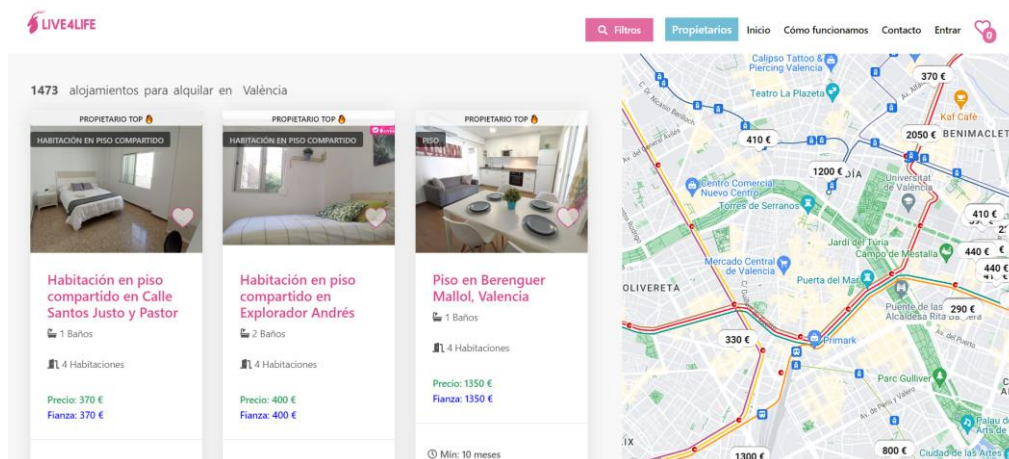 LIVE4LIFE
Filtros
Propietarios
Inicio
Cómo funcionamos
Contacto
Entrar
0
1473 alojamientos para alquilar en València
PROPIETARIO TOP
HABITACIÓN EN PISO COMPARTIDO
Habitación en piso
compartido en Calle
Santos Justo y Pastor
1 Baños
4 Habitaciones
Precio: 370 €
Fianza: 370 €
PROPIETARIO TOP
HABITACIÓN EN PISO COMPARTIDO
Habitación en piso
compartido en
Explorador Andrés
2 Baños
4 Habitaciones
Precio: 400 €
Fianza: 400 €
PROPIETARIO TOP
PISO
Piso en Berenguer
Mallol, Valencia
1 Baños
4 Habitaciones
Precio: 1350 €
Fianza: 1350 €
Mín: 10 meses
Calipso Tattoo &
Piercing Valencia
370 €
Teatro La Plazeta
Kaf Café
410 €
2050 €
BENIMACLET
1200 €
Universitat
de València
Centro Comercial
Nuevo Centro
Torres de Serranos
410 €
Jardí del Túria
Campo de Mestalla
440 €
Mercado Central
de Valencia
440 €
Puerta del Mar
OLIVERETA
Puente de las
290 €
Alcaldesa Rita
330 €
Primark
Av. del Puerto
Parc Gulliver
Av. de Peris y Valero
Palau d
Arts de
1300 €
800 €
Ciudad de las Artes